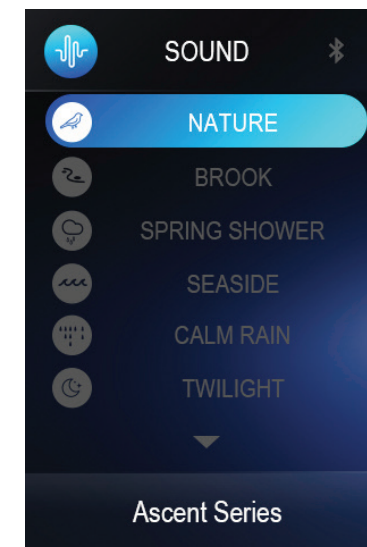 SOUND
NATURE
BROOK
SPRING SHOWER
SEASIDE
CALM RAIN
TWILIGHT
Ascent Series